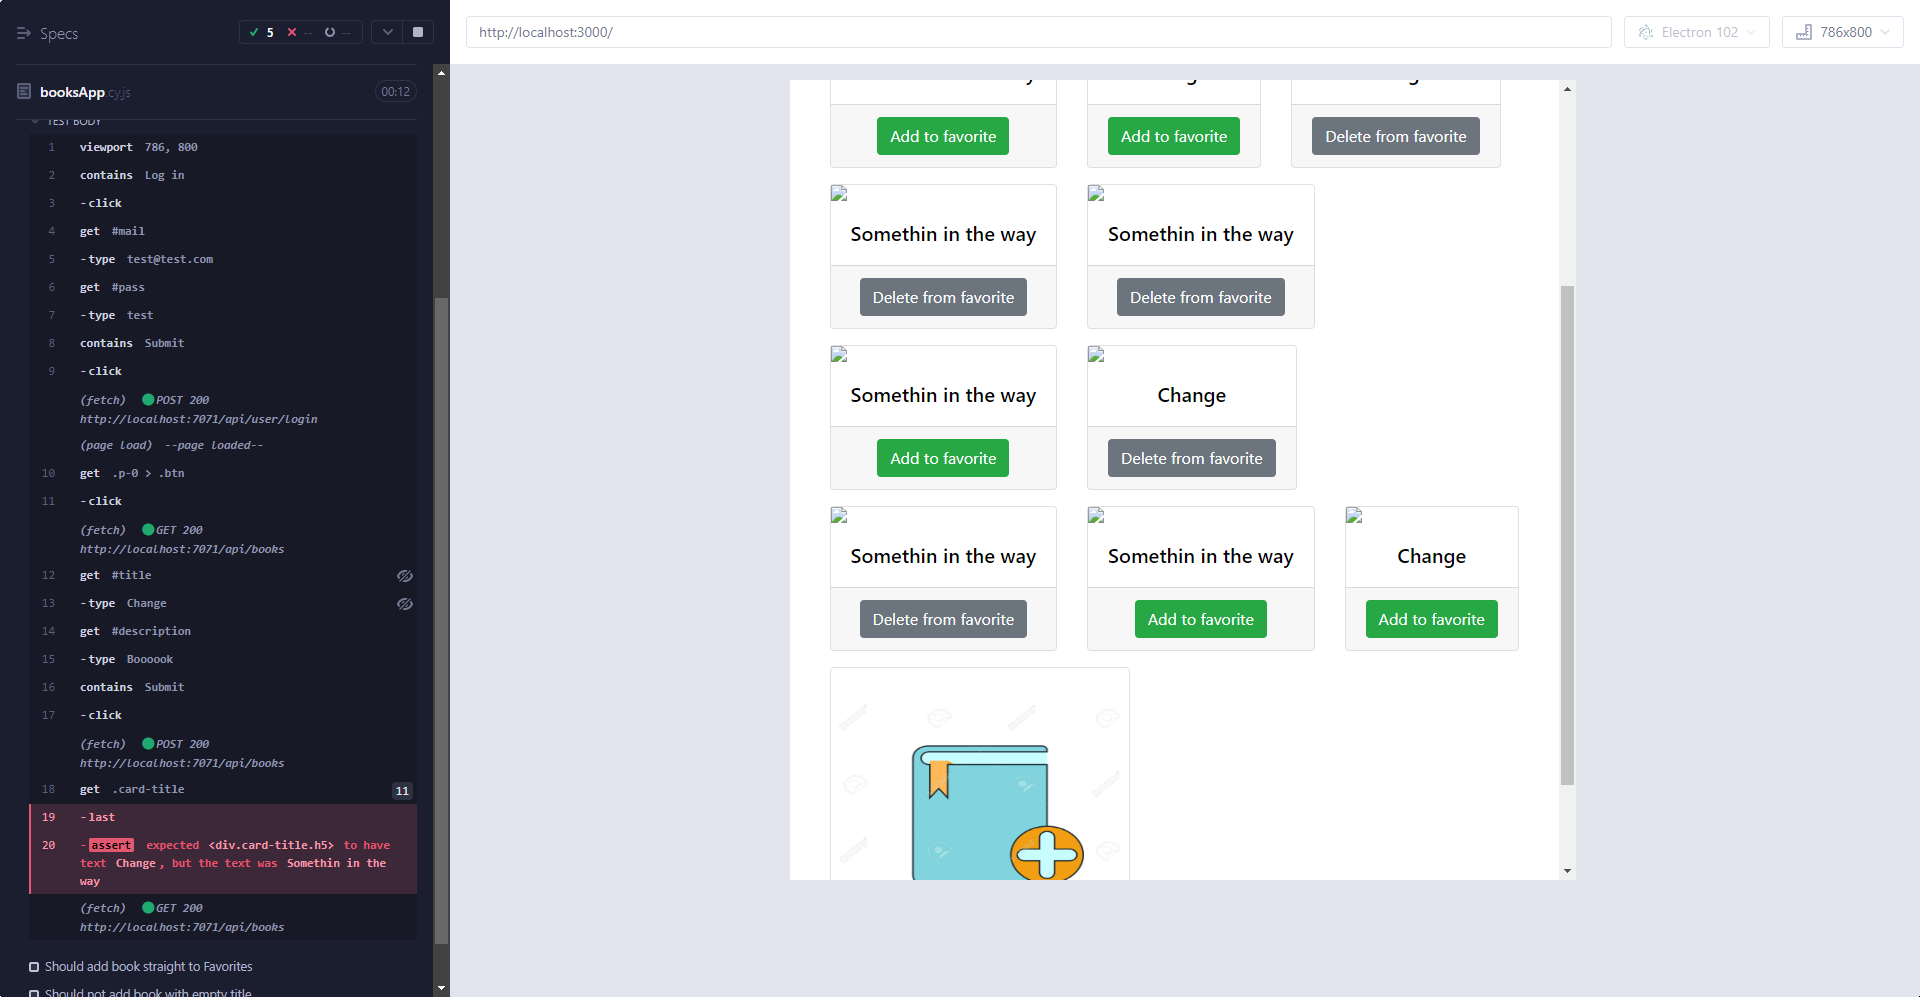 Specs
5 -- --
http://localhost:3000/
Electron 102
786x800
booksApp.cy.js
00:12
TEST BODY
1 viewport 786, 800
2 contains Log in
3 -click
4 get #mail
5 -type test@test.com
6 get #pass
7 -type test
8 contains Submit
9 -click
(fetch) POST 200
http://localhost:7071/api/user/login
(page load) --page loaded--
10 get .p-0 > .btn
11 -click
(fetch) GET 200
http://localhost:7071/api/books
12 get #title
13 -type Change
14 get #description
15 -type Boooook
16 contains Submit
17 -click
(fetch) POST 200
http://localhost:7071/api/books
18 get .card-title 11
19 -last
20 -assert expected <div.card-title.h5> to have
text Change, but the text was Somethin in the
way
(fetch) GET 200
http://localhost:7071/api/books
Should add book straight to Favorites
Should not add book with empty title
Add to favorite
Add to favorite
Delete from favorite
Somethin in the way
Somethin in the way
Delete from favorite
Delete from favorite
Somethin in the way
Change
Add to favorite
Delete from favorite
Somethin in the way
Somethin in the way
Change
Delete from favorite
Add to favorite
Add to favorite